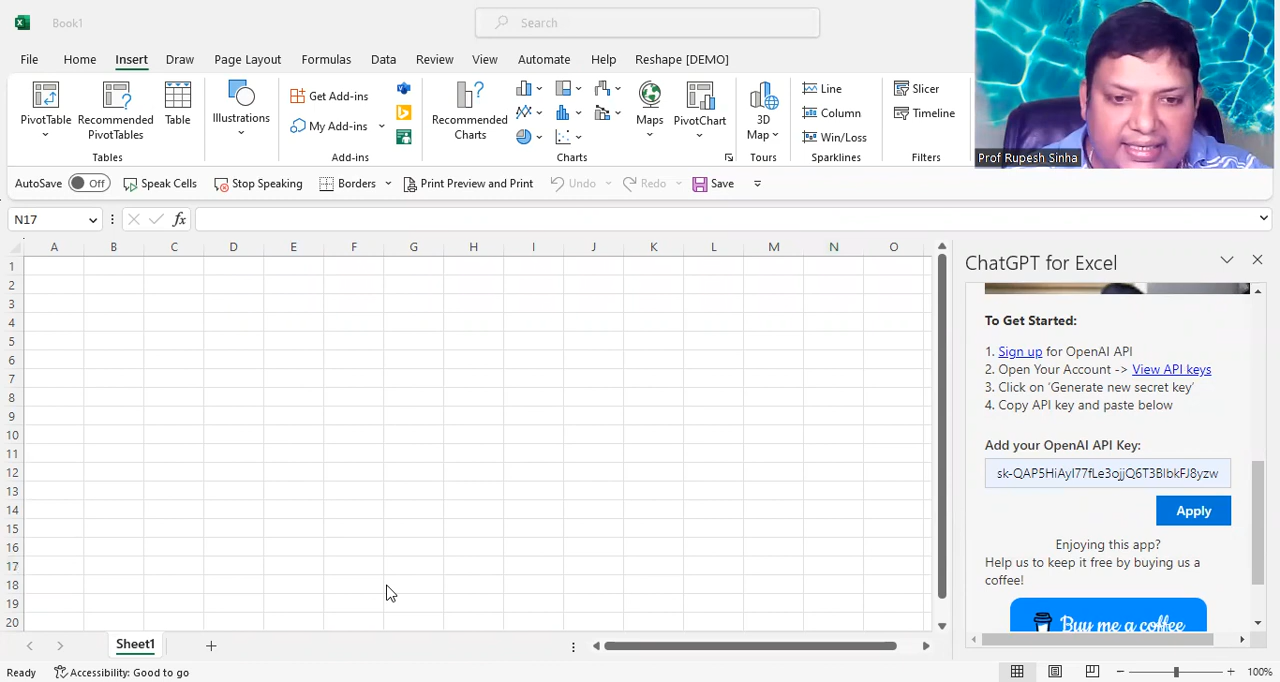 Book1
Search
File Home Insert Draw Page Layout Formulas Data Review View Automate Help Reshape [DEMO]
PivotTable
Recommended PivotTables
Table
Tables
Illustrations
Get Add-ins
My Add-ins
Add-ins
Recommended Charts
Maps
PivotChart
Charts
3D Map
Tours
Line
Column
Win/Loss
Sparklines
Slicer
Timeline
Filters
Prof Rupesh Sinha
AutoSave Off Speak Cells Stop Speaking Borders Print Preview and Print Undo Redo Save
N17 fx
A B C D E F G H I J K L M N O
1
2
3
4
5
6
7
8
9
10
11
12
13
14
15
16
17
18
19
20
ChatGPT for Excel
To Get Started:
1. Sign up for OpenAI API
2. Open Your Account -> View API keys
3. Click on 'Generate new secret key'
4. Copy API key and paste below
Add your OpenAI API Key:
Apply
Enjoying this app?
Help us to keep it free by buying us a
coffee!
Buy me a coffee
Sheet1
Ready Accessibility: Good to go 100%